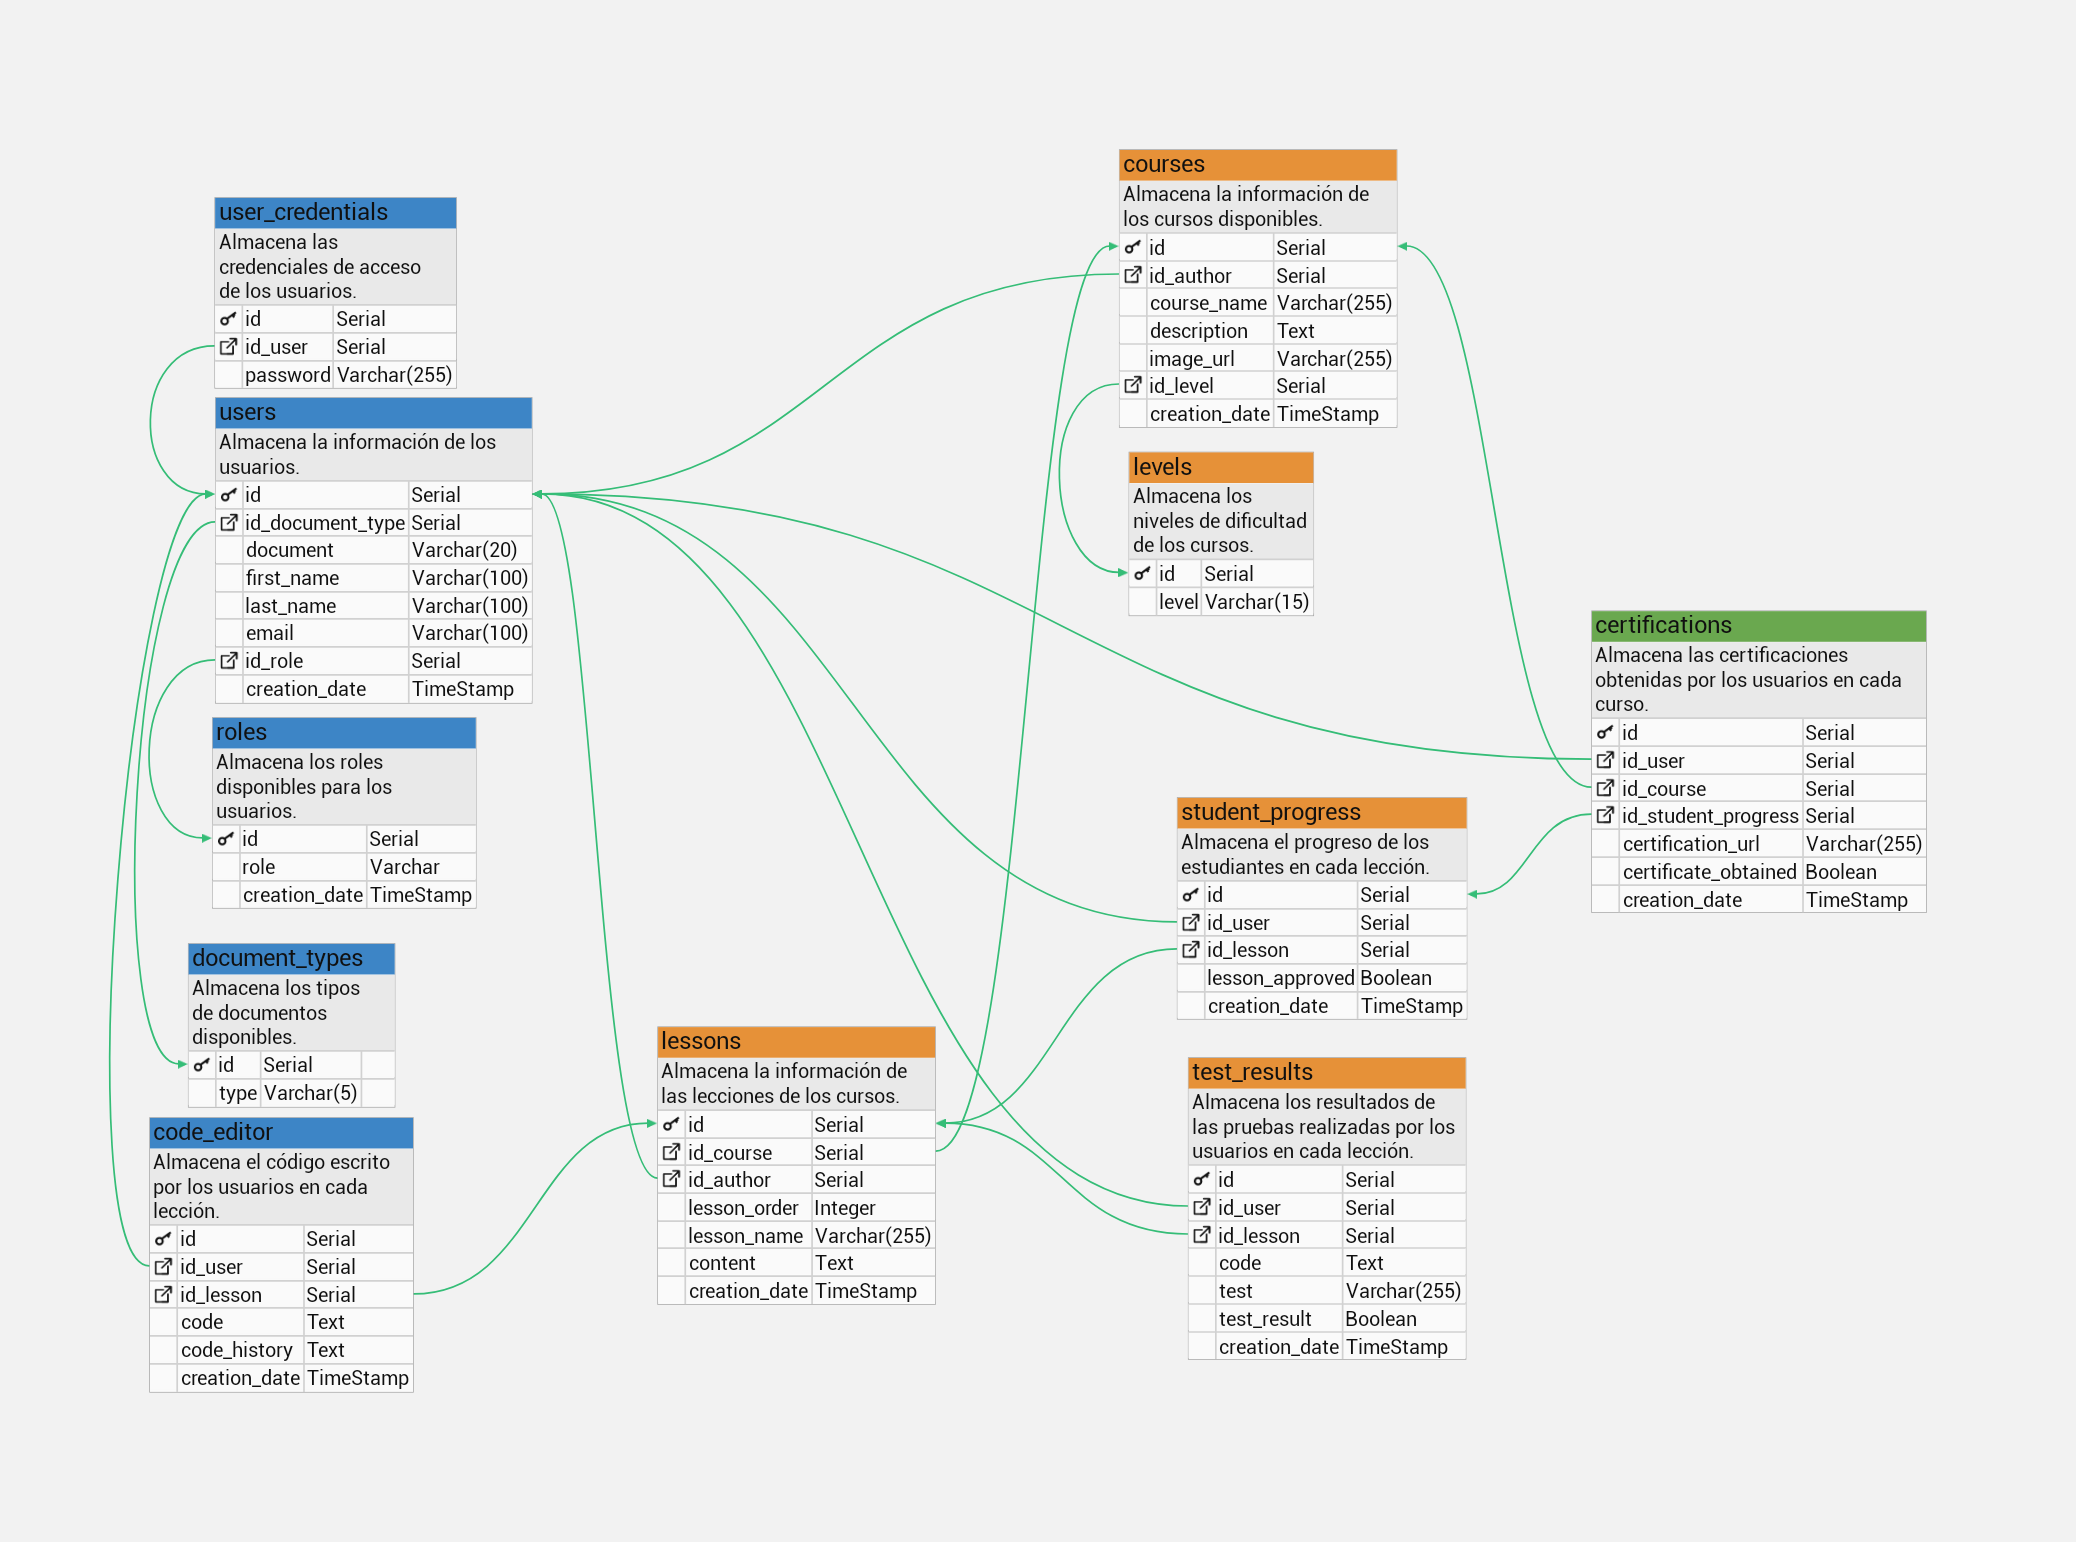 user_credentials
Almacena las
credenciales de acceso
de los usuarios.
id Serial
id_user Serial
password Varchar(255)
users
Almacena la información de los
usuarios.
id Serial
id_document_type Serial
document Varchar(20)
first_name Varchar(100)
last_name Varchar(100)
email Varchar(100)
id_role Serial
creation_date TimeStamp
roles
Almacena los roles
disponibles para los
usuarios.
id Serial
role Varchar
creation_date TimeStamp
document_types
Almacena los tipos
de documentos
disponibles.
id Serial
type Varchar(5)
code_editor
Almacena el código escrito
por los usuarios en cada
lección.
id Serial
id_user Serial
id_lesson Serial
code Text
code_history Text
creation_date TimeStamp
lessons
Almacena la información de
las lecciones de los cursos.
id Serial
id_course Serial
id_author Serial
lesson_order Integer
lesson_name Varchar(255)
content Text
creation_date TimeStamp
courses
Almacena la información de
los cursos disponibles.
id Serial
id_author Serial
course_name Varchar(255)
description Text
image_url Varchar(255)
id_level Serial
creation_date TimeStamp
levels
Almacena los
niveles de dificultad
de los cursos.
id Serial
level Varchar(15)
student_progress
Almacena el progreso de los
estudiantes en cada lección.
id Serial
id_user Serial
id_lesson Serial
lesson_approved Boolean
creation_date TimeStamp
test_results
Almacena los resultados de
las pruebas realizadas por los
usuarios en cada lección.
id Serial
id_user Serial
id_lesson Serial
code Text
test Varchar(255)
test_result Boolean
creation_date TimeStamp
certifications
Almacena las certificaciones
obtenidas por los usuarios en cada
curso.
id Serial
id_user Serial
id_course Serial
id_student_progress Serial
certification_url Varchar(255)
certificate_obtained Boolean
creation_date TimeStamp